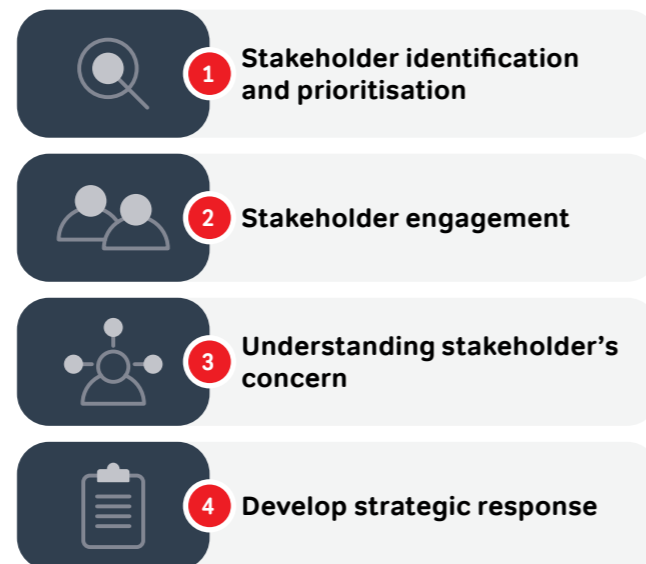 1
Stakeholder identification
and prioritisation
2
Stakeholder engagement
3
Understanding stakeholder’s
concern
4
Develop strategic response